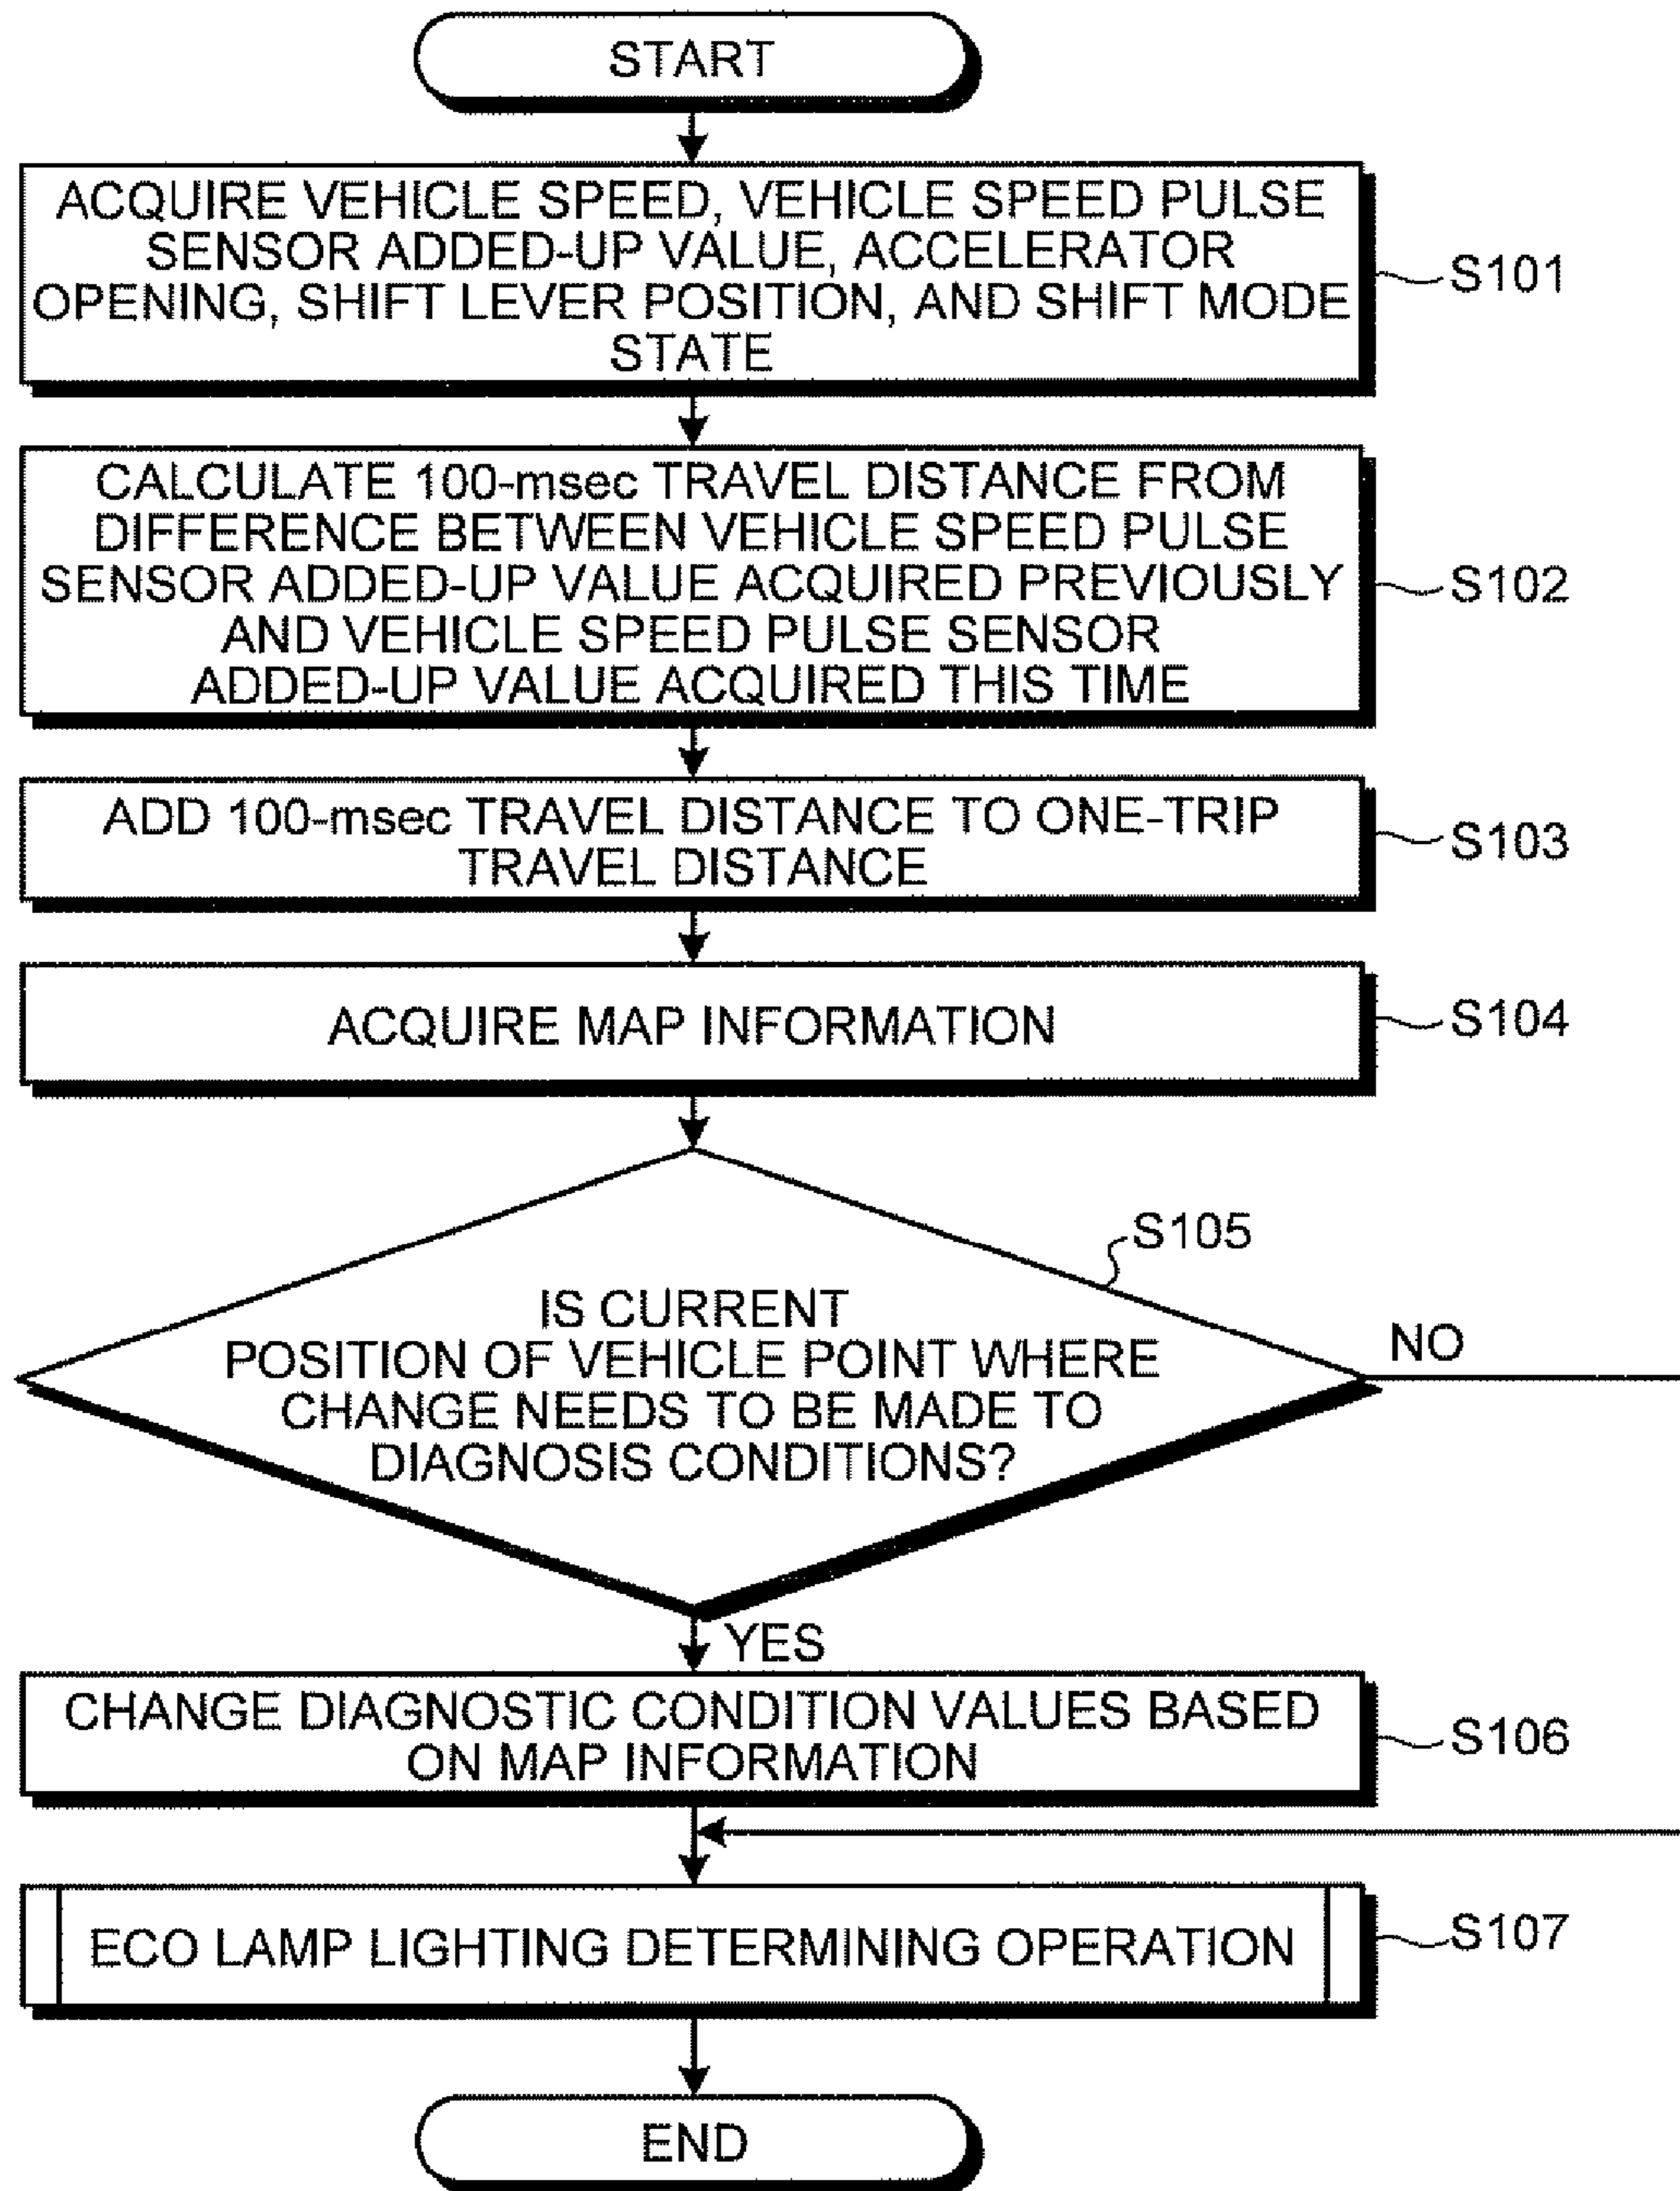 START
ACQUIRE VEHICLE SPEED, VEHICLE SPEED PULSE
SENSOR ADDED-UP VALUE, ACCELERATOR
OPENING, SHIFT LEVER POSITION, AND SHIFT MODE
STATE
S101
CALCULATE 100-msec TRAVEL DISTANCE FROM
DIFFERENCE BETWEEN VEHICLE SPEED PULSE
SENSOR ADDED-UP VALUE ACQUIRED PREVIOUSLY
AND VEHICLE SPEED PULSE SENSOR
ADDED-UP VALUE ACQUIRED THIS TIME
S102
ADD 100-msec TRAVEL DISTANCE TO ONE-TRIP
TRAVEL DISTANCE
S103
ACQUIRE MAP INFORMATION
S104
S105
IS CURRENT
POSITION OF VEHICLE POINT WHERE
CHANGE NEEDS TO BE MADE TO
DIAGNOSIS CONDITIONS?
NO
YES
CHANGE DIAGNOSTIC CONDITION VALUES BASED
ON MAP INFORMATION
S106
ECO LAMP LIGHTING DETERMINING OPERATION
S107
END